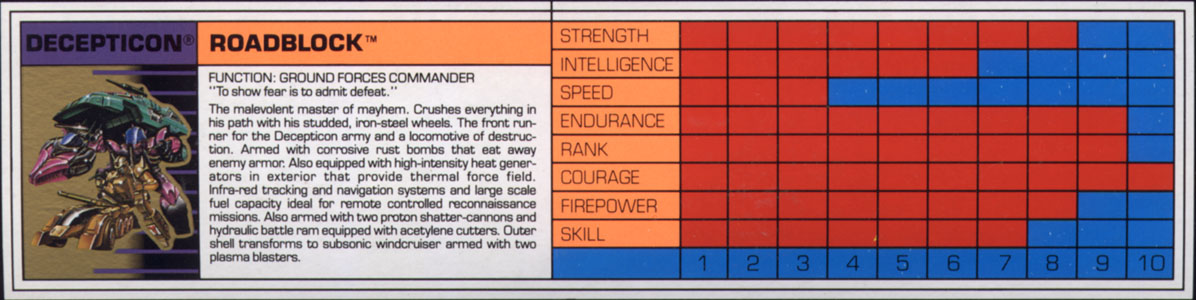 DECEPTICON® ROADBLOCK™
FUNCTION: GROUND FORCES COMMANDER
"To show fear is to admit defeat."
The malevolent master of mayhem. Crushes everything in
his path with his studded, iron-steel wheels. The front run-
ner for the Decepticon army and a locomotive of destruc-
tion. Armed with corrosive rust bombs that eat away
enemy armor. Also equipped with high-intensity heat gener-
ators in exterior that provide thermal force field.
Infra-red tracking and navigation systems and large scale
fuel capacity ideal for remote controlled reconnaissance
missions. Also armed with two proton shatter-cannons and
hydraulic battle ram equipped with acetylene cutters. Outer
shell transforms to subsonic windcruiser armed with two
plasma blasters.
STRENGTH
INTELLIGENCE
SPEED
ENDURANCE
RANK
COURAGE
FIREPOWER
SKILL
1 2 3 4 5 6 7 8 9 10